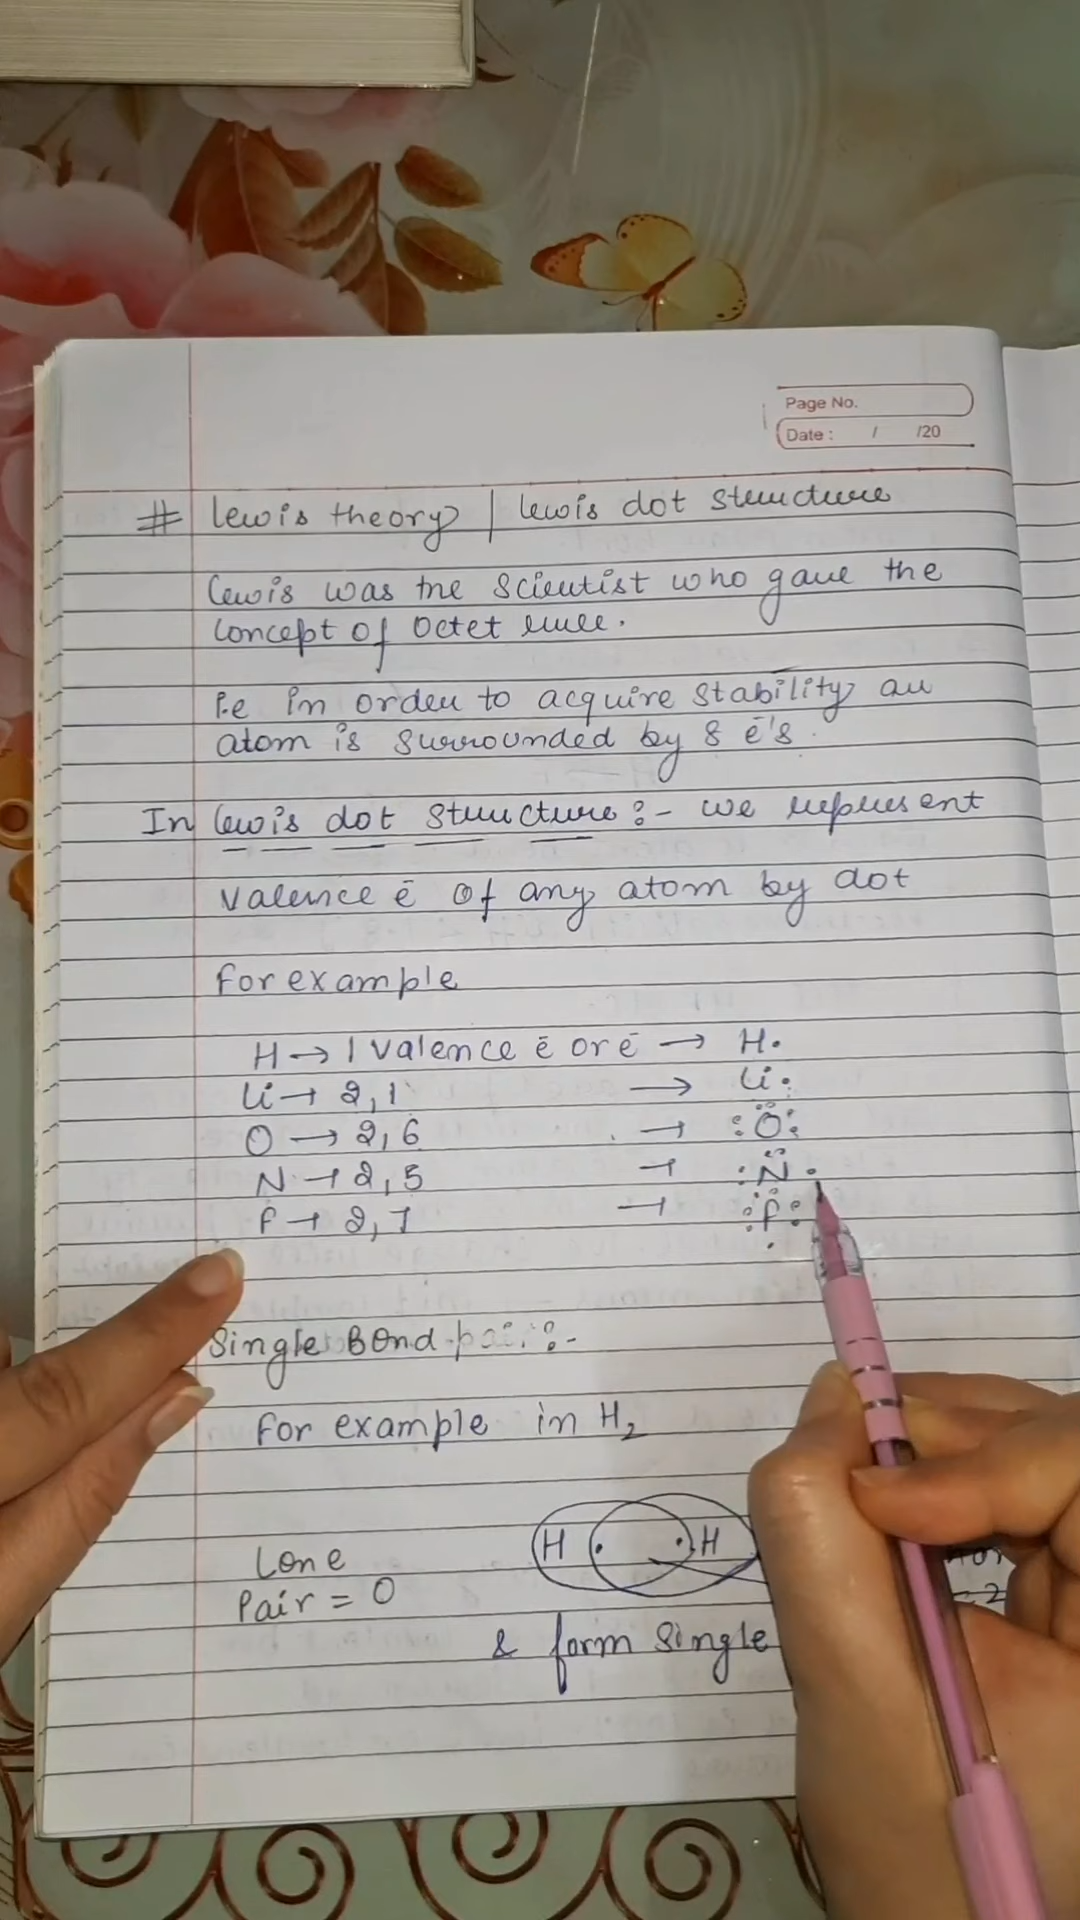 Page No.
Date : / /20
# Lewis theory / Lewis dot structure
Lewis was the scientist who gave the
concept of octet rule.
i.e in order to acquire stability an
atom is surrounded by 8 ē's.
In Lewis dot structure :- we represent
valence ē of any atom by dot
for example
H → 1 valence ē or ē → H.
Li → 2,1 → Li.
O → 2,6 → :Ö:
N → 2,5 → :N̈.
F → 2,7 → :F̈:
Single Bond pair :-
for example in H₂
H . . H
Lone
Pair = 0
= 2
& form single